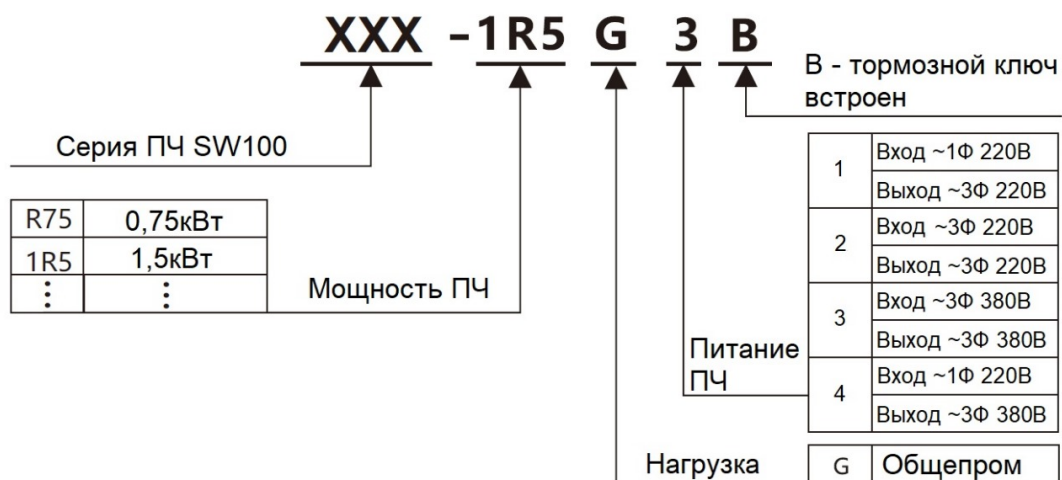 XXX -1R5 G 3 B
В - тормозной ключ
встроен
Серия ПЧ SW100
R75 0,75кВт
1R5 1,5кВт
⋮ ⋮
Мощность ПЧ
1 Вход ~1Ф 220В
Выход ~3Ф 220В
2 Вход ~3Ф 220В
Выход ~3Ф 220В
3 Вход ~3Ф 380В
Выход ~3Ф 380В
4 Вход ~1Ф 220В
Выход ~3Ф 380В
Питание
ПЧ
Нагрузка
G Общепром